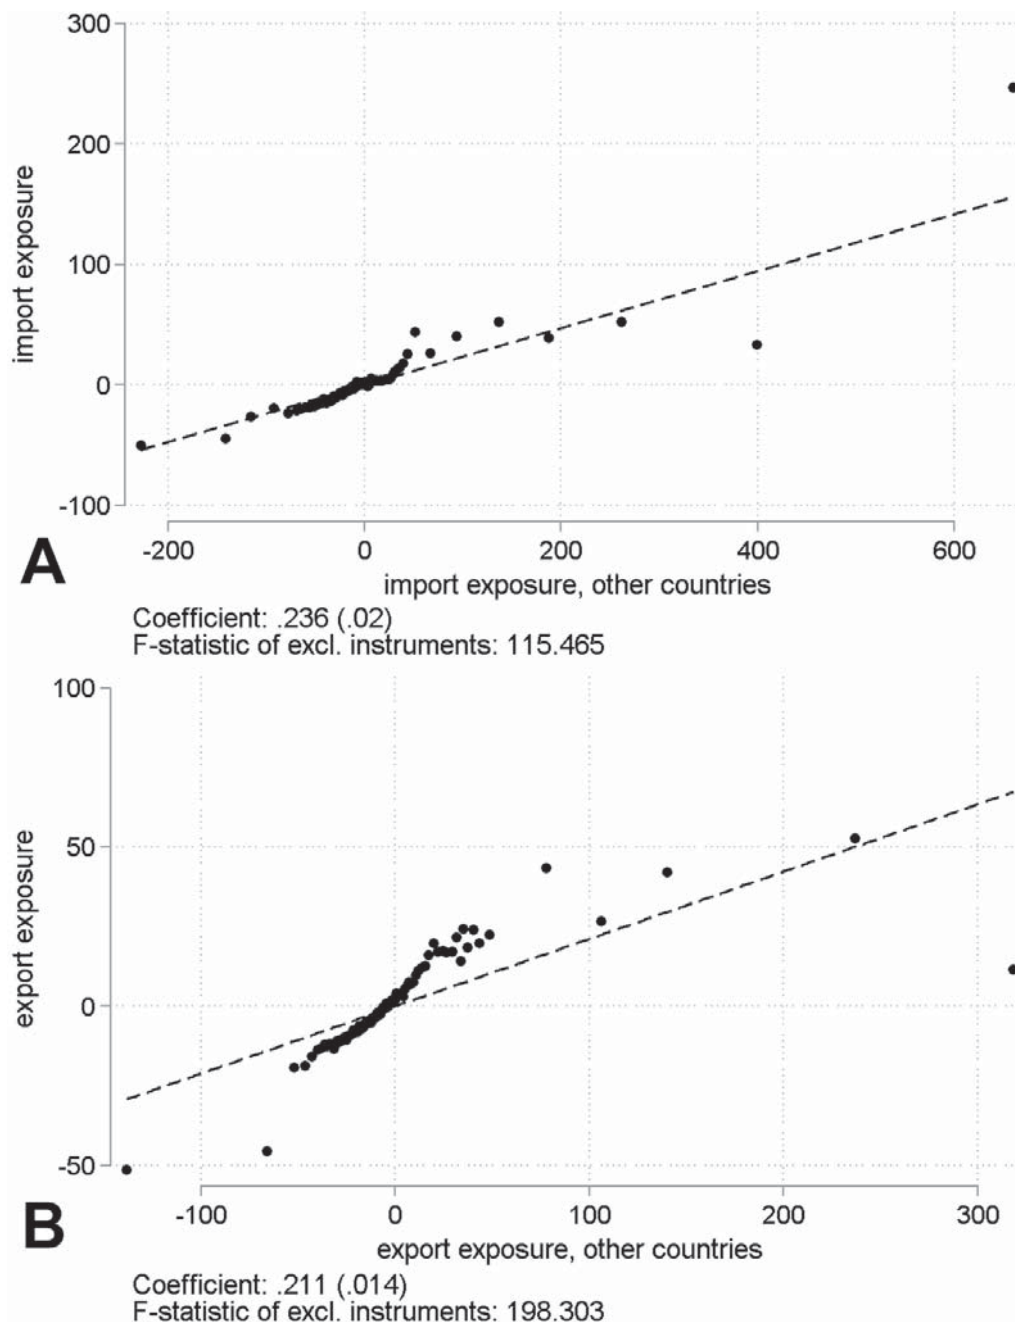 300
200
100
0
-100
import exposure
-200 0 200 400 600
A
import exposure, other countries
Coefficient: .236 (.02)
F-statistic of excl. instruments: 115.465
100
50
0
-50
export exposure
-100 0 100 200 300
B
export exposure, other countries
Coefficient: .211 (.014)
F-statistic of excl. instruments: 198.303